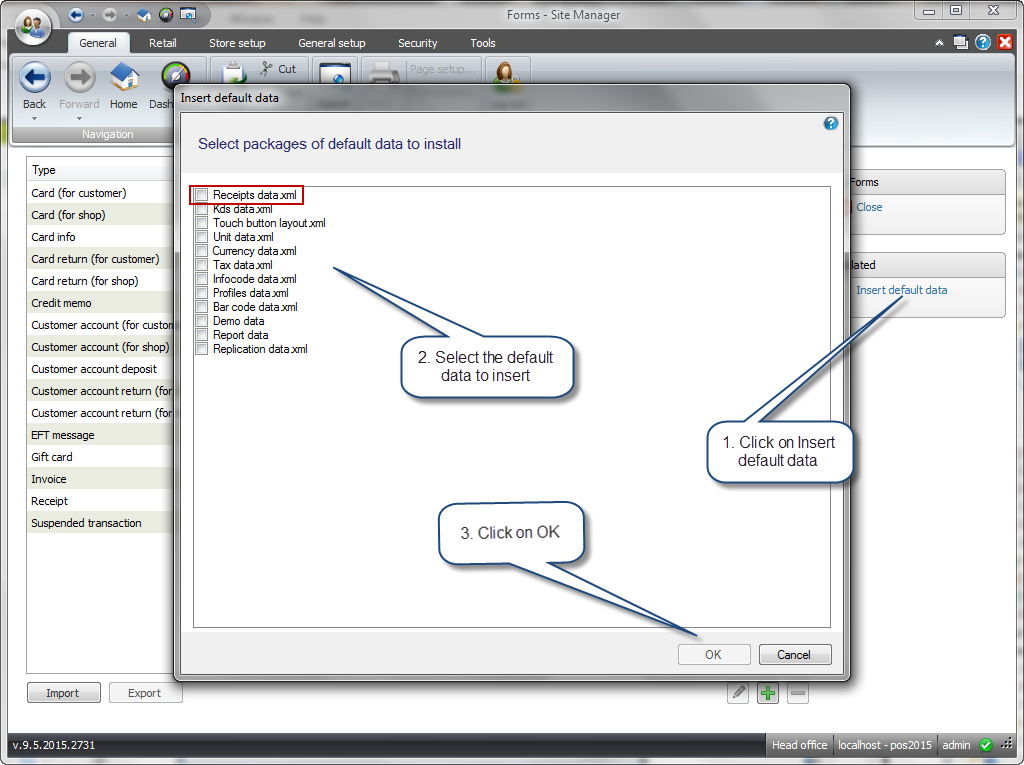 Forms - Site Manager
General
Retail
Store setup
General setup
Security
Tools
Back
Forward
Home
Dash
Cut
Page setup...
Navigation
Insert default data
Select packages of default data to install
Type
Card (for customer)
Card (for shop)
Card info
Card return (for customer)
Card return (for shop)
Credit memo
Customer account (for custom
Customer account (for shop)
Customer account deposit
Customer account return (for
Customer account return (for
EFT message
Gift card
Invoice
Receipt
Suspended transaction
Receipts data.xml
Kds data.xml
Touch button layout.xml
Unit data.xml
Currency data.xml
Tax data.xml
Infocode data.xml
Profiles data.xml
Bar code data.xml
Demo data
Report data
Replication data.xml
2. Select the default
data to insert
3. Click on OK
OK
Cancel
Forms
Close
lated
Insert default data
1. Click on Insert
default data
Import
Export
v.9.5.2015.2731
Head office
localhost - pos2015
admin